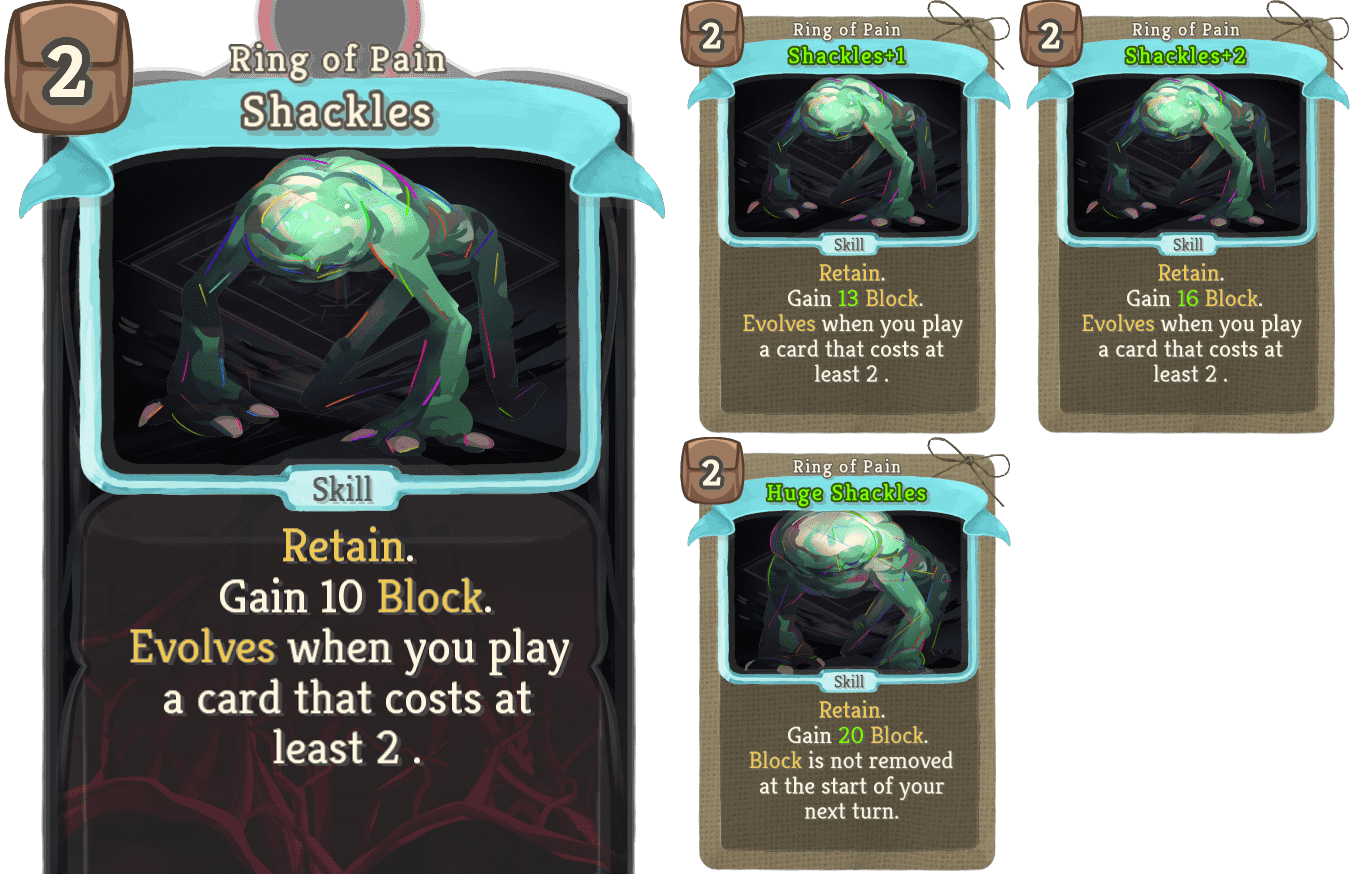 2
Ring of Pain
Shackles
Skill
Retain.
Gain 10 Block.
Evolves when you play
a card that costs at
least 2 .
2
Ring of Pain
Shackles+1
Skill
Retain.
Gain 13 Block.
Evolves when you play
a card that costs at
least 2 .
2
Ring of Pain
Shackles+2
Skill
Retain.
Gain 16 Block.
Evolves when you play
a card that costs at
least 2 .
2
Ring of Pain
Huge Shackles
Skill
Retain.
Gain 20 Block.
Block is not removed
at the start of your
next turn.